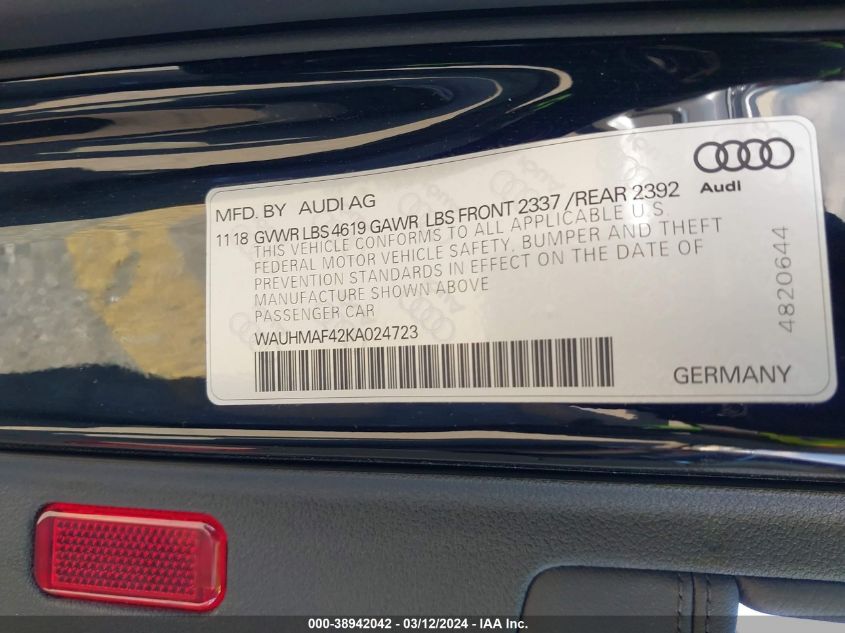 Audi
MFD. BY AUDI AG
11 18 GVWR LBS 4619 GAWR LBS FRONT 2337 / REAR 2392
THIS VEHICLE CONFORMS TO ALL APPLICABLE U.S.
FEDERAL MOTOR VEHICLE SAFETY, BUMPER AND THEFT
PREVENTION STANDARDS IN EFFECT ON THE DATE OF
MANUFACTURE SHOWN ABOVE
PASSENGER CAR
WAUHMAF42KA024723
GERMANY
4820644
000-38942042 - 03/12/2024 - IAA Inc.